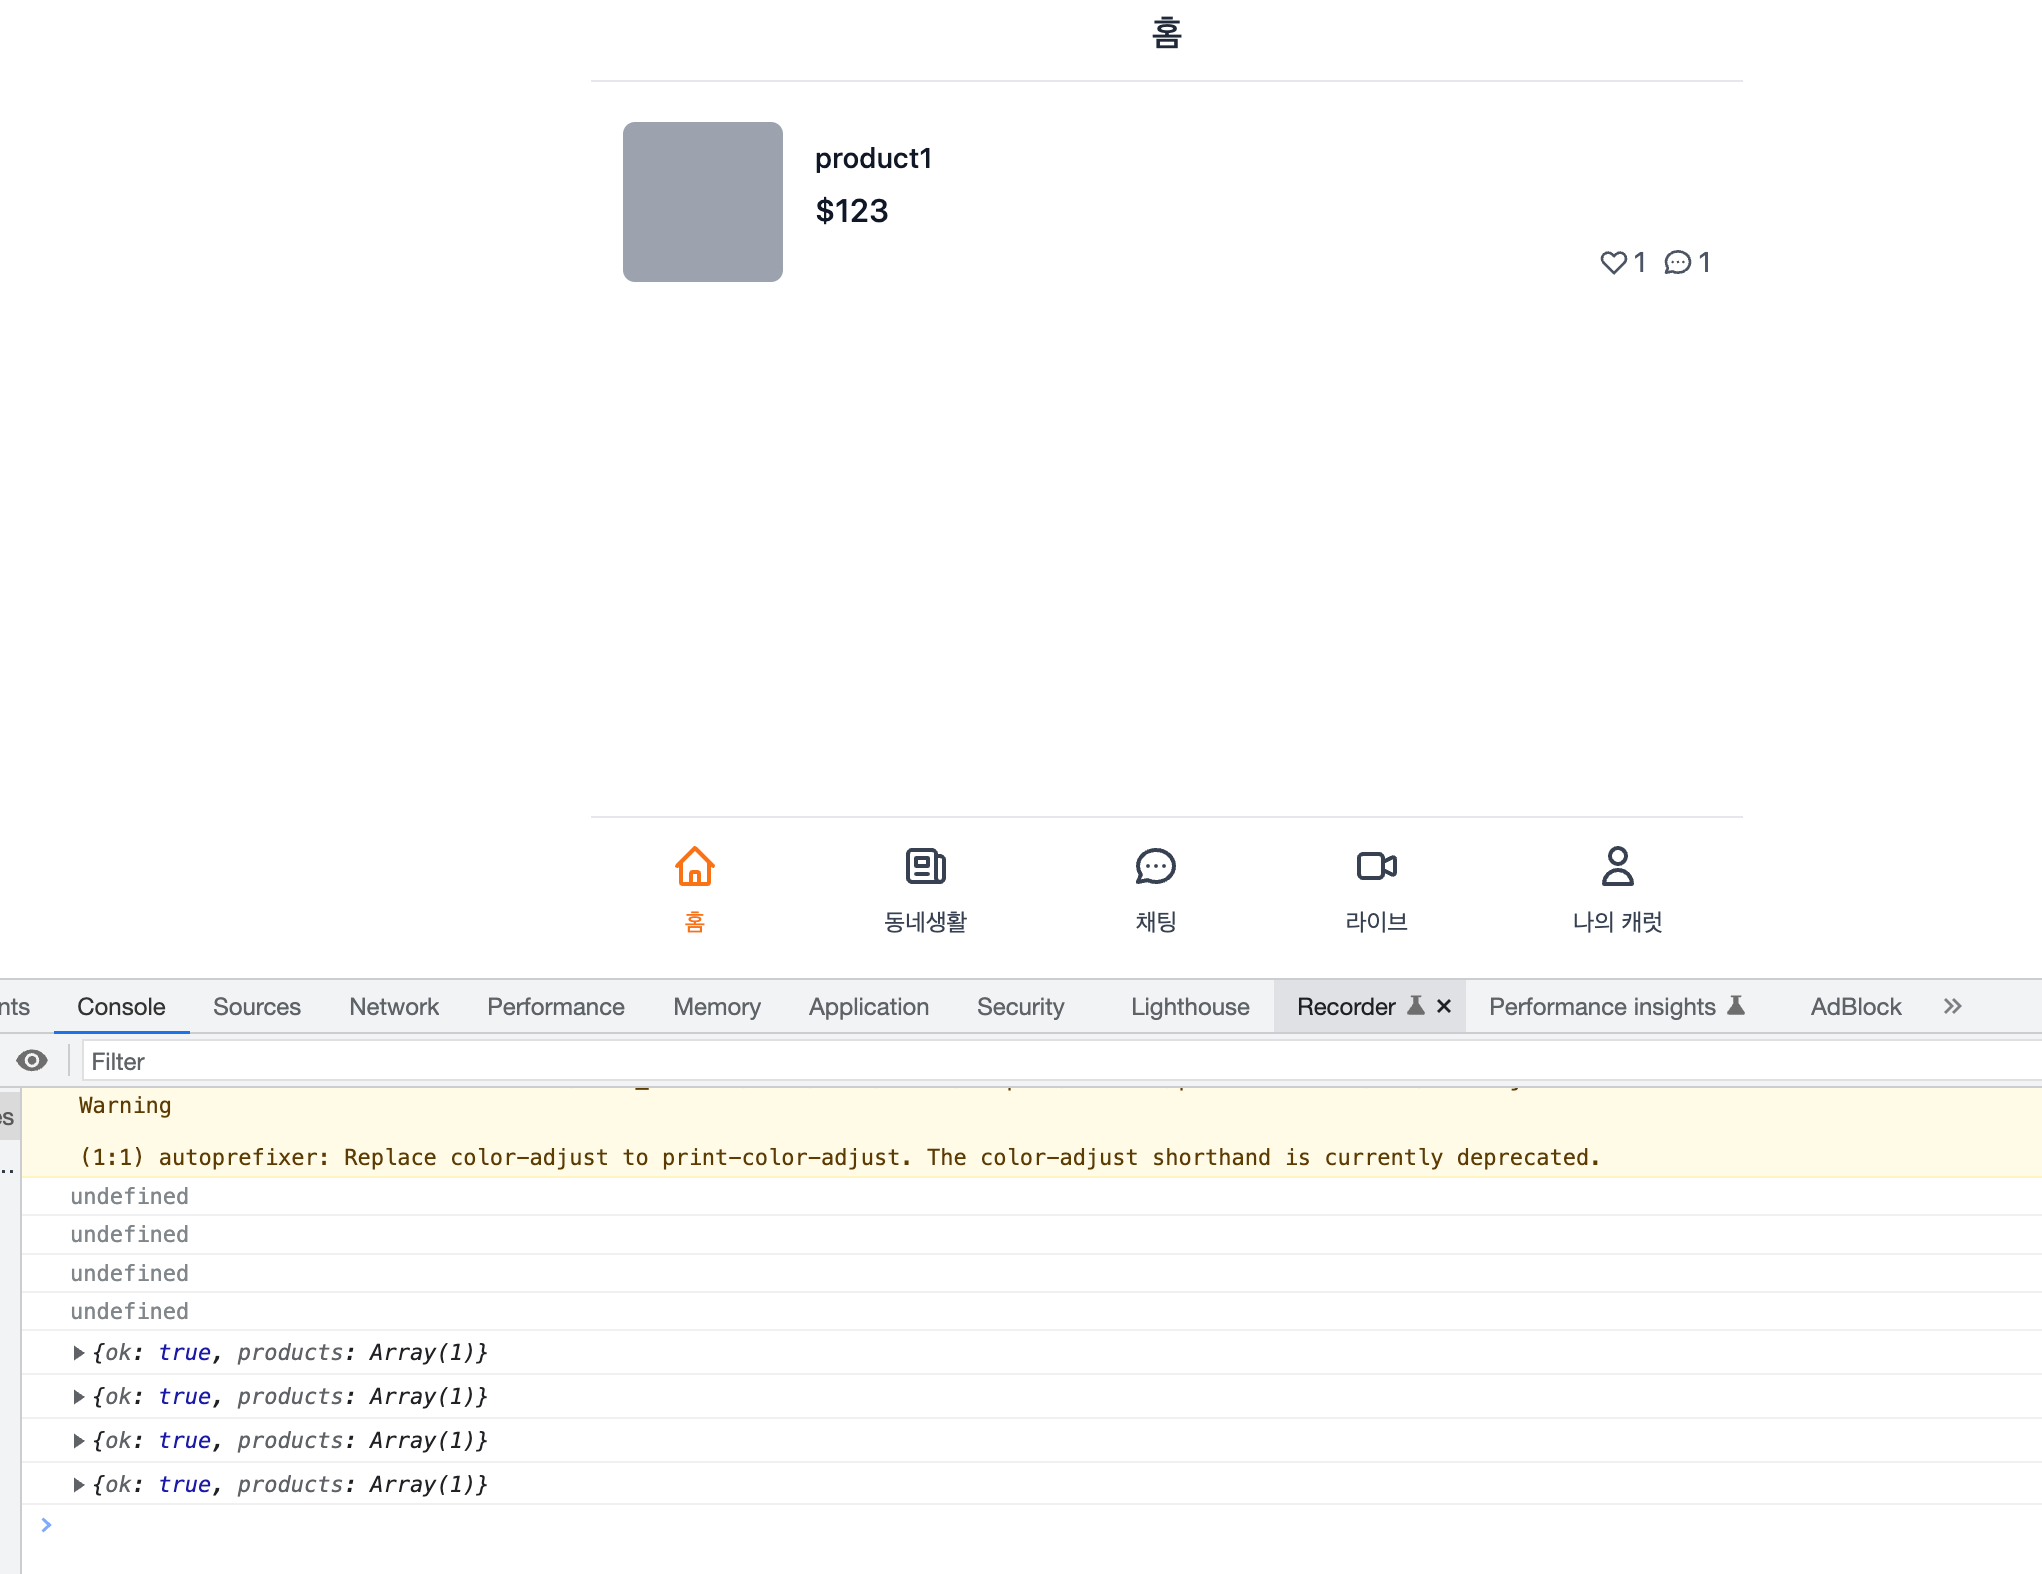 홈
product1
$123
1 1
홈 동네생활 채팅 라이브 나의 캐럿
nts Console Sources Network Performance Memory Application Security Lighthouse Recorder Performance insights AdBlock
Filter
es
Warning
(1:1) autoprefixer: Replace color-adjust to print-color-adjust. The color-adjust shorthand is currently deprecated.
undefined
undefined
undefined
undefined
{ok: true, products: Array(1)}
{ok: true, products: Array(1)}
{ok: true, products: Array(1)}
{ok: true, products: Array(1)}